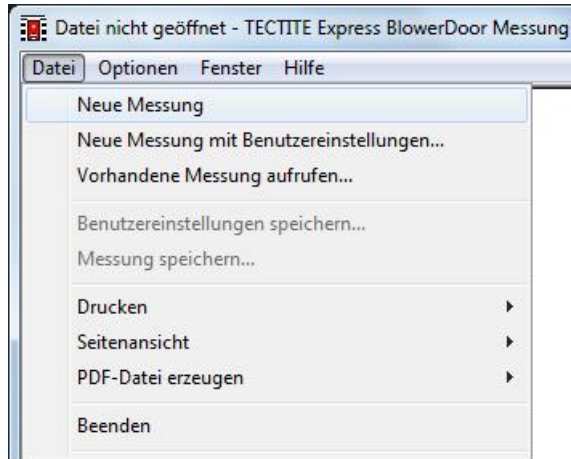 Datei nicht geöffnet - TECTITE Express BlowerDoor Messung
Datei Optionen Fenster Hilfe
Neue Messung
Neue Messung mit Benutzereinstellungen...
Vorhandene Messung aufrufen...
Benutzereinstellungen speichern...
Messung speichern...
Drucken
Seitenansicht
PDF-Datei erzeugen
Beenden